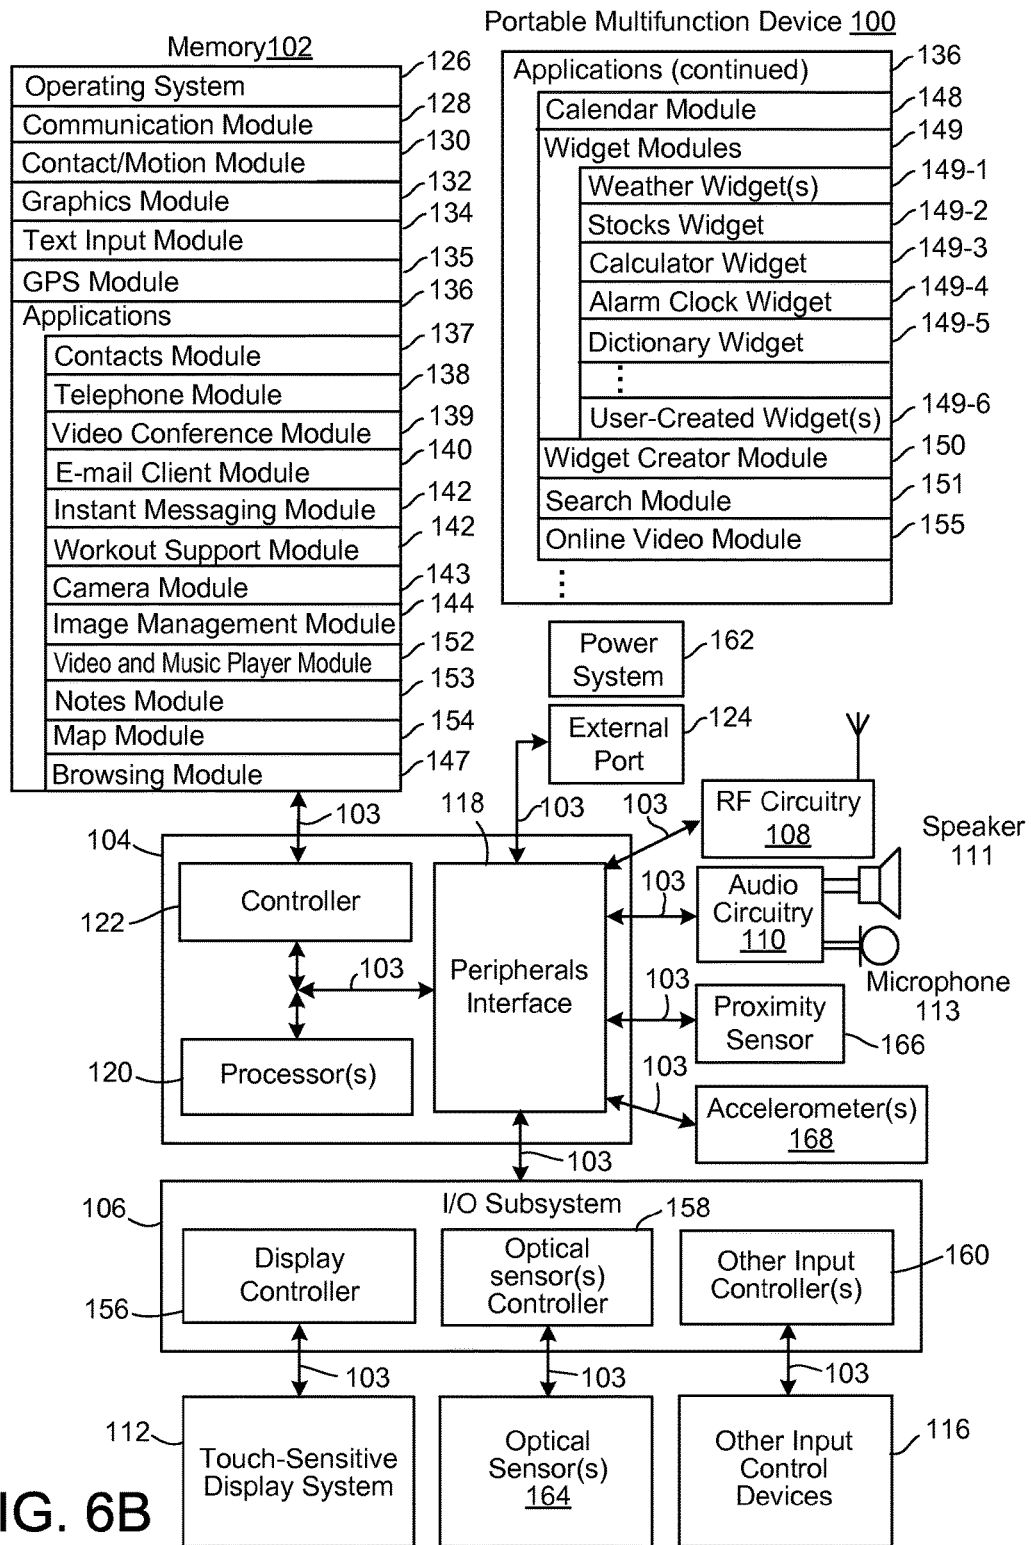 Portable Multifunction Device 100
Memory102
126
Operating System
128
Communication Module
130
Contact/Motion Module
132
Graphics Module
134
Text Input Module
135
GPS Module
136
Applications
137
Contacts Module
138
Telephone Module
139
Video Conference Module
140
E-mail Client Module
142
Instant Messaging Module
142
Workout Support Module
143
Camera Module
144
Image Management Module
152
Video and Music Player Module
153
Notes Module
154
Map Module
147
Browsing Module
136
Applications (continued)
148
Calendar Module
149
Widget Modules
149-1
Weather Widget(s)
149-2
Stocks Widget
149-3
Calculator Widget
149-4
Alarm Clock Widget
149-5
Dictionary Widget
149-6
User-Created Widget(s)
150
Widget Creator Module
151
Search Module
155
Online Video Module
Power
System
162
External
Port
124
103
118
103
103
RF Circuitry
108
Speaker
111
104
Controller
122
103
Audio
Circuitry
110
103
Peripherals
Interface
Microphone
113
103
Proximity
Sensor
166
120
Processor(s)
103
Accelerometer(s)
168
103
I/O Subsystem
106
158
Display
Controller
156
Optical
sensor(s)
Controller
Other Input
Controller(s)
160
103
103
103
112
Touch-Sensitive
Display System
Optical
Sensor(s)
164
Other Input
Control
Devices
116
IG. 6B